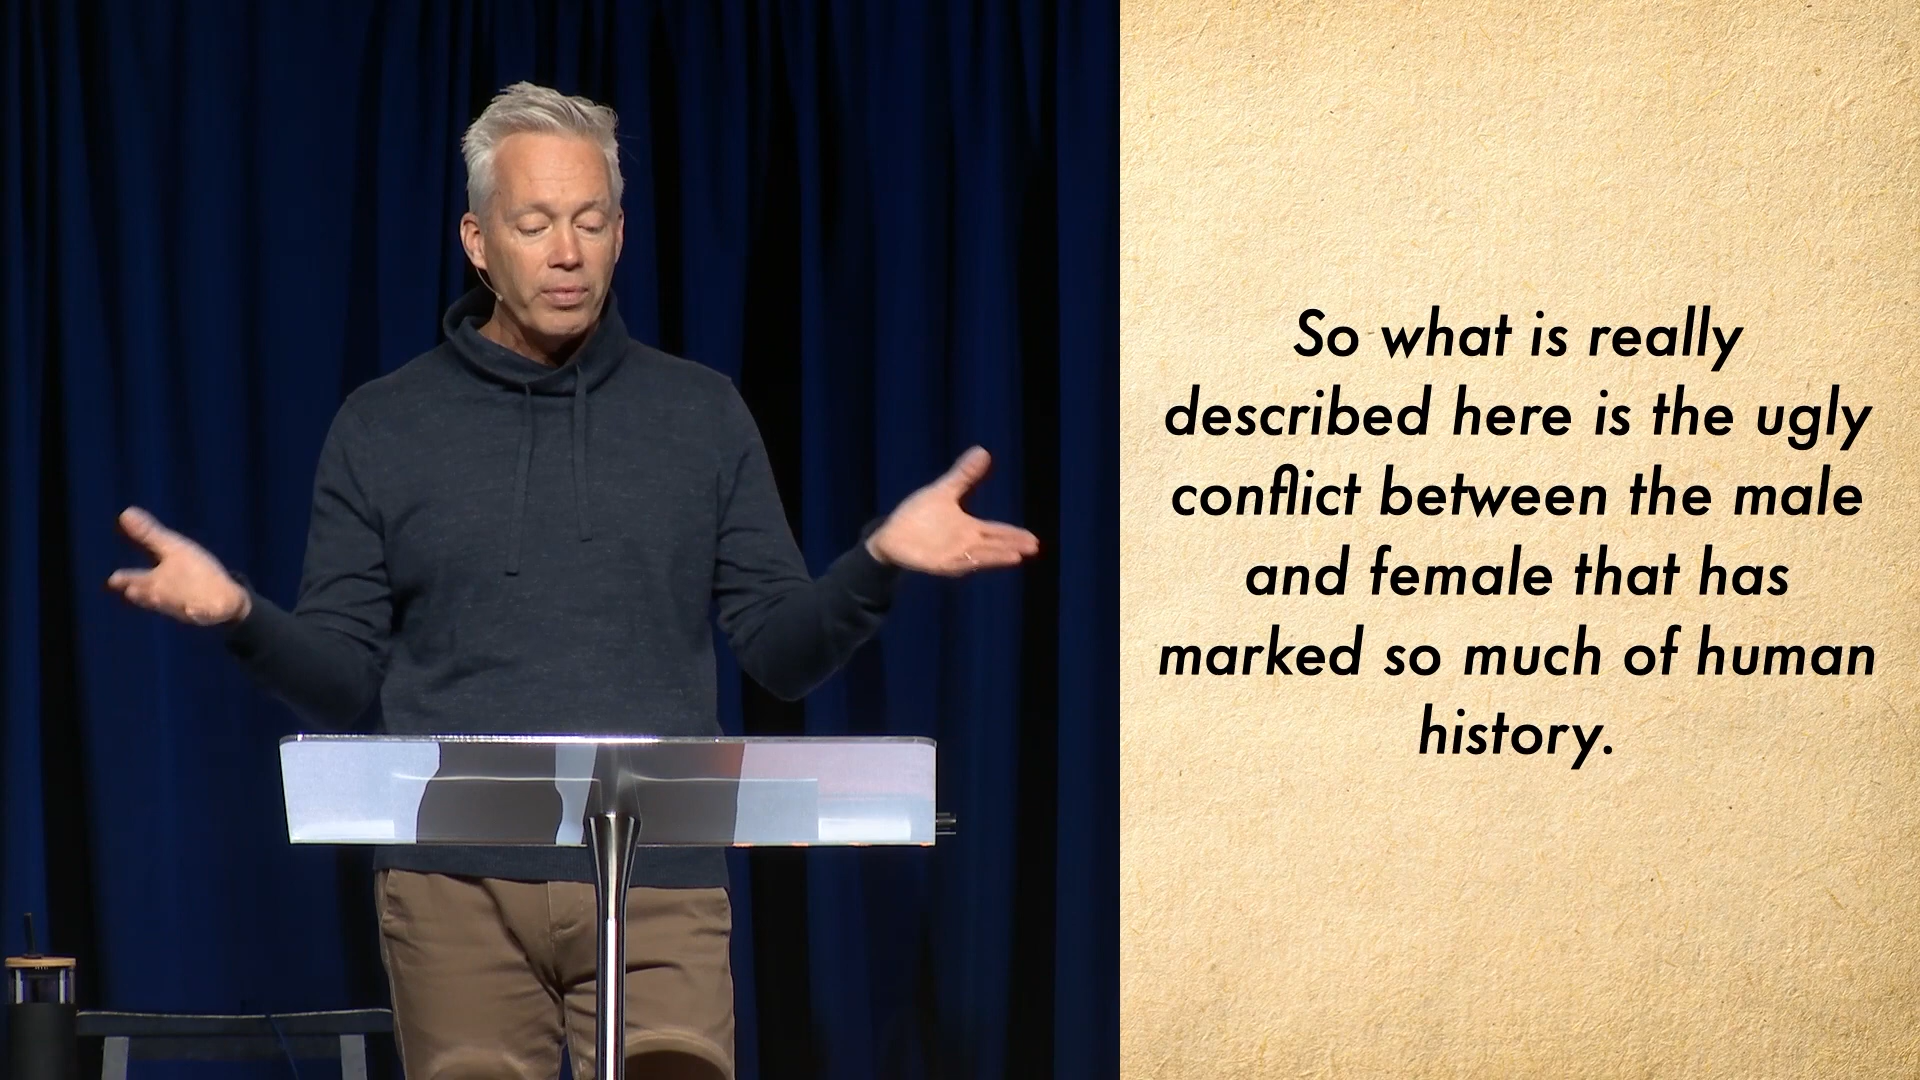 So what is really
described here is the ugly
conflict between the male
and female that has
marked so much of human
history.